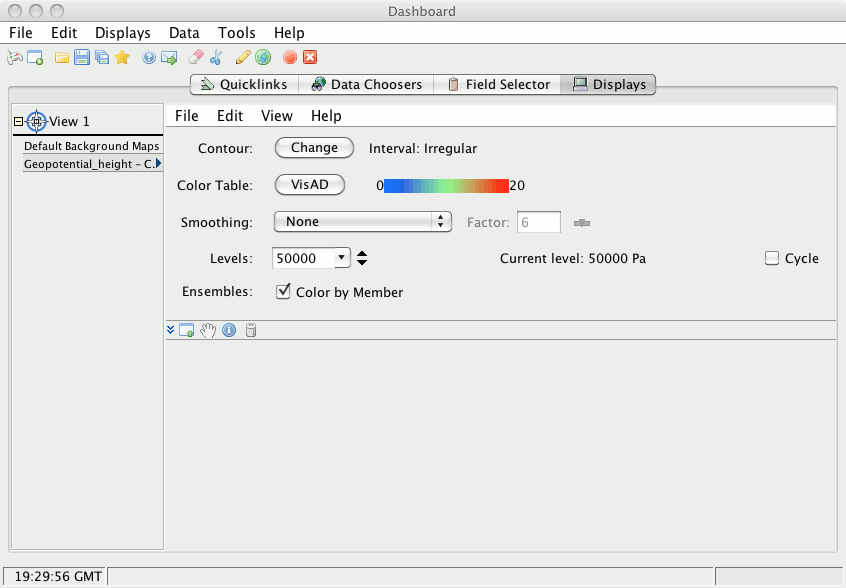 Dashboard
File Edit Displays Data Tools Help
Quicklinks Data Choosers Field Selector Displays
View 1
Default Background Maps
Geopotential_height - C.
File Edit View Help
Contour: Change Interval: Irregular
Color Table: VisAD 0 20
Smoothing: None Factor: 6
Levels: 50000 Current level: 50000 Pa Cycle
Ensembles: Color by Member
19:29:56 GMT